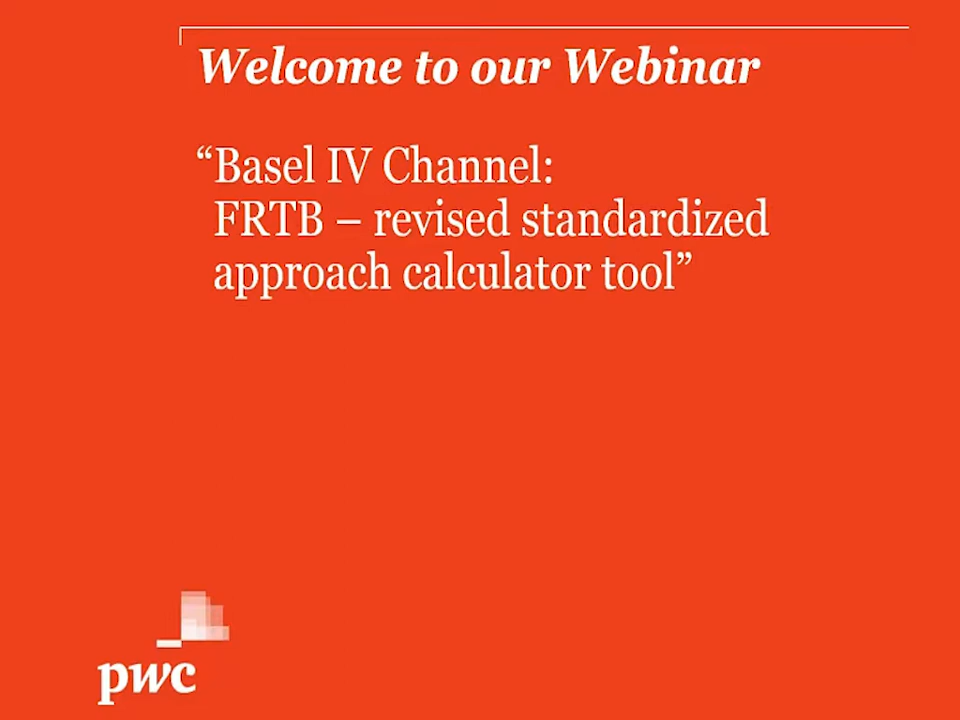 Welcome to our Webinar
“Basel IV Channel:
FRTB – revised standardized
approach calculator tool”
pwc